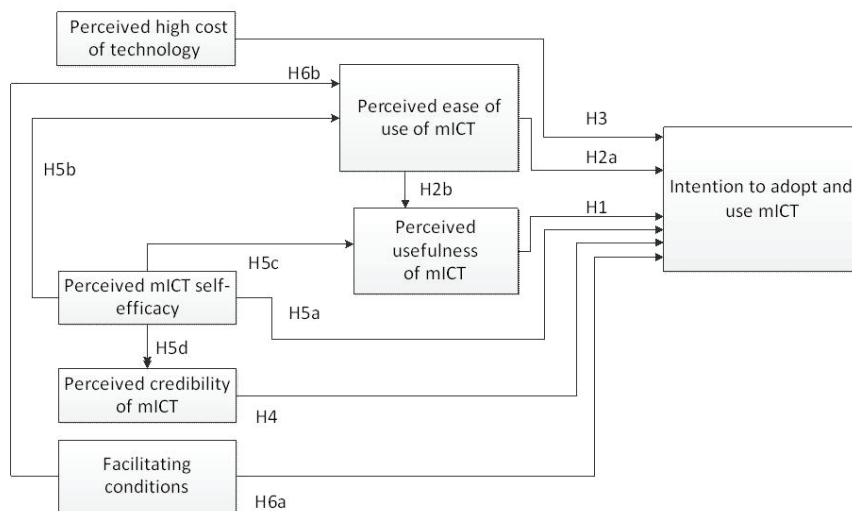 Perceived high cost
of technology
H6b
Perceived ease of
use of mICT
H3
H2a
H5b
H2b
Intention to adopt and
use mICT
H1
Perceived
usefulness
of mICT
H5c
Perceived mICT self-
efficacy
H5a
H5d
Perceived credibility
of mICT
H4
Facilitating
conditions
H6a